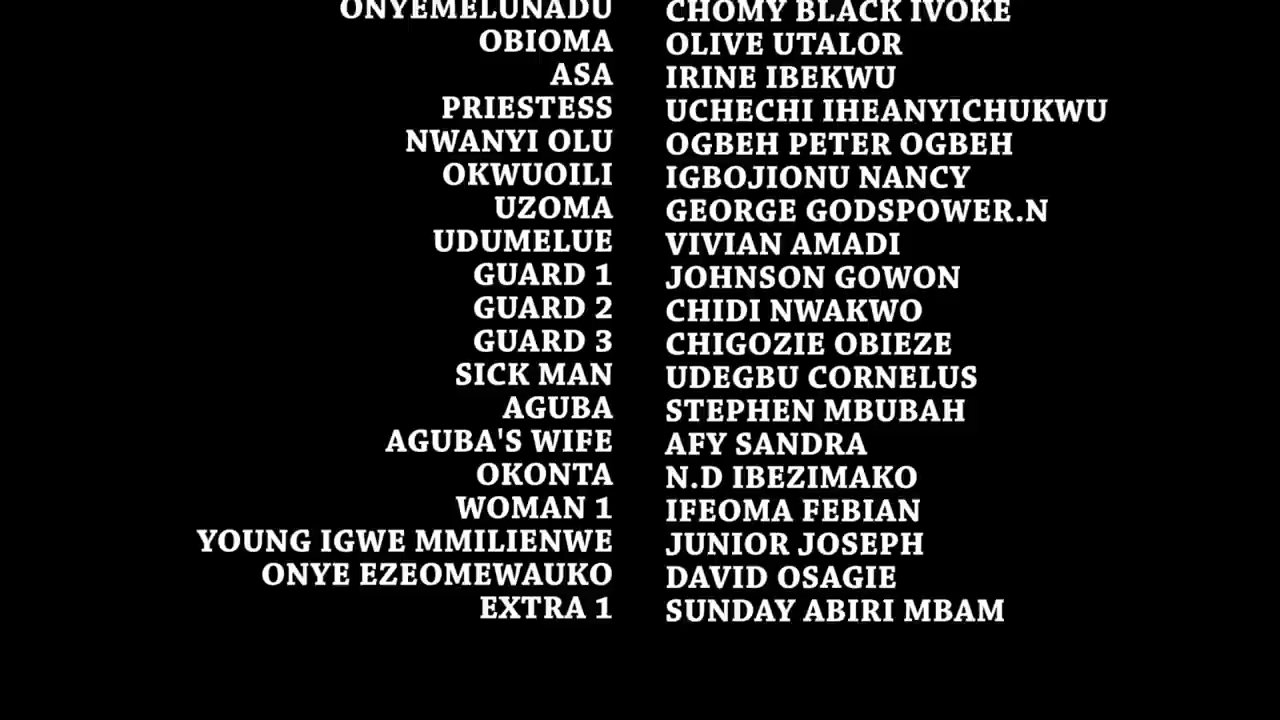 ONYEMELUNADU CHOMY BLACK IVOKE
OBIOMA OLIVE UTALOR
ASA IRINE IBEKWU
PRIESTESS UCHECHI IHEANYICHUKWU
NWANYI OLU OGBEH PETER OGBEH
OKWUOILI IGBOJIONU NANCY
UZOMA GEORGE GODSPOWER.N
UDUMELUE VIVIAN AMADI
GUARD 1 JOHNSON GOWON
GUARD 2 CHIDI NWAKWO
GUARD 3 CHIGOZIE OBIEZE
SICK MAN UDEGBU CORNELUS
AGUBA STEPHEN MBUBAH
AGUBA'S WIFE AFY SANDRA
OKONTA N.D IBEZIMAKO
WOMAN 1 IFEOMA FEBIAN
YOUNG IGWE MMILIENWE JUNIOR JOSEPH
ONYE EZEOMEWAUKO DAVID OSAGIE
EXTRA 1 SUNDAY ABIRI MBAM